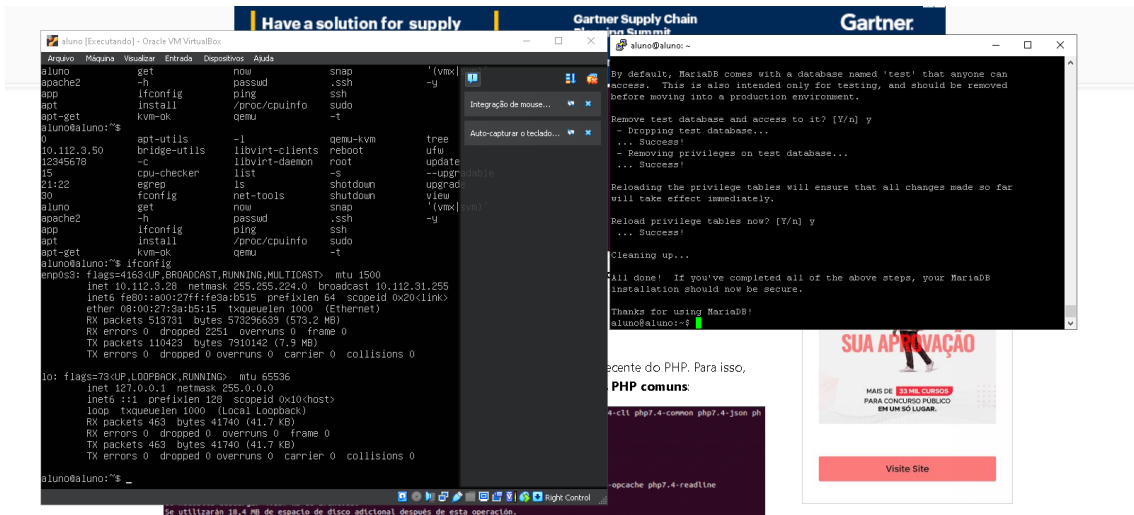 Have a solution for supply
Gartner Supply Chain
Planning Summit
Gartner
aluno [Executando] - Oracle VM VirtualBox
Arquivo Máquina Visualizar Entrada Dispositivos Ajuda
aluno get now snap '(vmx|
apache2 -h passwd .ssh -y
app ifconfig ping ssh
apt install /proc/cpuinfo sudo
apt-get kvm-ok qemu -t
aluno@aluno:~$
0 apt-utils -l qemu-kvm tree
10.112.3.50 bridge-utils libvirt-clients reboot ufw
12345678 -c libvirt-daemon root update
15 cpu-checker list -s --upgradable
21:22 egrep ls shotdown upgrade
30 fconfig net-tools shutdown view
aluno get now snap '(vmx|svm)'
apache2 -h passwd .ssh -y
app ifconfig ping ssh
apt install /proc/cpuinfo sudo
apt-get kvm-ok qemu -t
aluno@aluno:~$ ifconfig
enp0s3: flags=4163<UP,BROADCAST,RUNNING,MULTICAST> mtu 1500
inet 10.112.3.28 netmask 255.255.224.0 broadcast 10.112.31.255
inet6 fe80::a00:27ff:fe3a:b515 prefixlen 64 scopeid 0x20<link>
ether 08:00:27:3a:b5:15 txqueuelen 1000 (Ethernet)
RX packets 513731 bytes 573296639 (573.2 MB)
RX errors 0 dropped 2251 overruns 0 frame 0
TX packets 110423 bytes 7910142 (7.9 MB)
TX errors 0 dropped 0 overruns 0 carrier 0 collisions 0
lo: flags=73<UP,LOOPBACK,RUNNING> mtu 65536
inet 127.0.0.1 netmask 255.0.0.0
inet6 ::1 prefixlen 128 scopeid 0x10<host>
loop txqueuelen 1000 (Local Loopback)
RX packets 463 bytes 41740 (41.7 KB)
RX errors 0 dropped 0 overruns 0 frame 0
TX packets 463 bytes 41740 (41.7 KB)
TX errors 0 dropped 0 overruns 0 carrier 0 collisions 0
aluno@aluno:~$ _
Integração de mouse...
Auto-capturar o teclado...
Right Control
aluno@aluno: ~
By default, MariaDB comes with a database named 'test' that anyone can
access. This is also intended only for testing, and should be removed
before moving into a production environment.
Remove test database and access to it? [Y/n] y
- Dropping test database...
... Success!
- Removing privileges on test database...
... Success!
Reloading the privilege tables will ensure that all changes made so far
will take effect immediately.
Reload privilege tables now? [Y/n] y
... Success!
Cleaning up...
All done! If you've completed all of the above steps, your MariaDB
installation should now be secure.
Thanks for using MariaDB!
aluno@aluno:~$
ecente do PHP. Para isso,
PHP comuns:
4-cli php7.4-common php7.4-json ph
-opcache php7.4-readline
Se utilizarán 18,4 MB de espacio de disco adicional después de esta operación.
SUA APROVAÇÃO
MAIS DE 33 MIL CURSOS
PARA CONCURSO PÚBLICO
EM UM SÓ LUGAR.
Visite Site